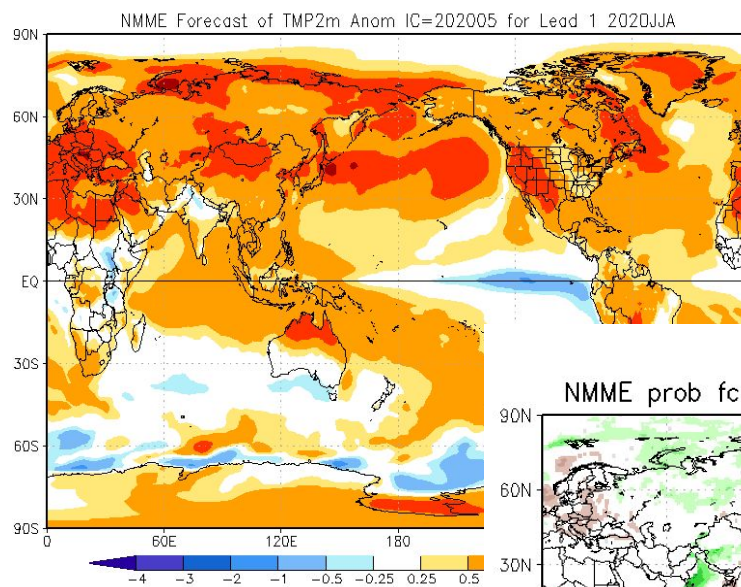 NMME Forecast of TMP2m Anom IC=202005 for Lead 1 2020JJA
90N
60N
30N
EQ
30S
60S
90S
0 60E 120E 180
-4 -3 -2 -1 -0.5 -0.25 0.25 0.5
NMME prob fc
90N
60N
30N